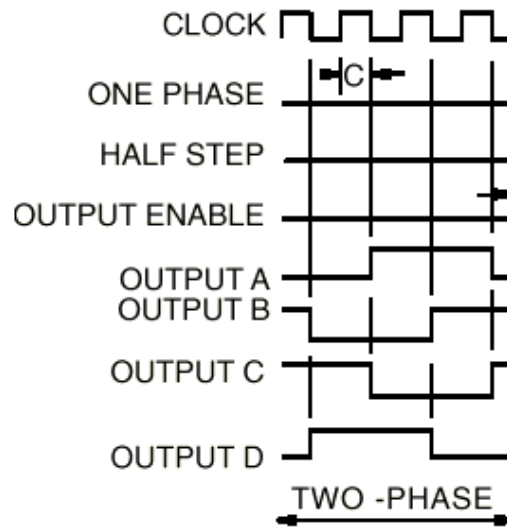 CLOCK
C
ONE PHASE
HALF STEP
OUTPUT ENABLE
OUTPUT A
OUTPUT B
OUTPUT C
OUTPUT D
TWO -PHASE